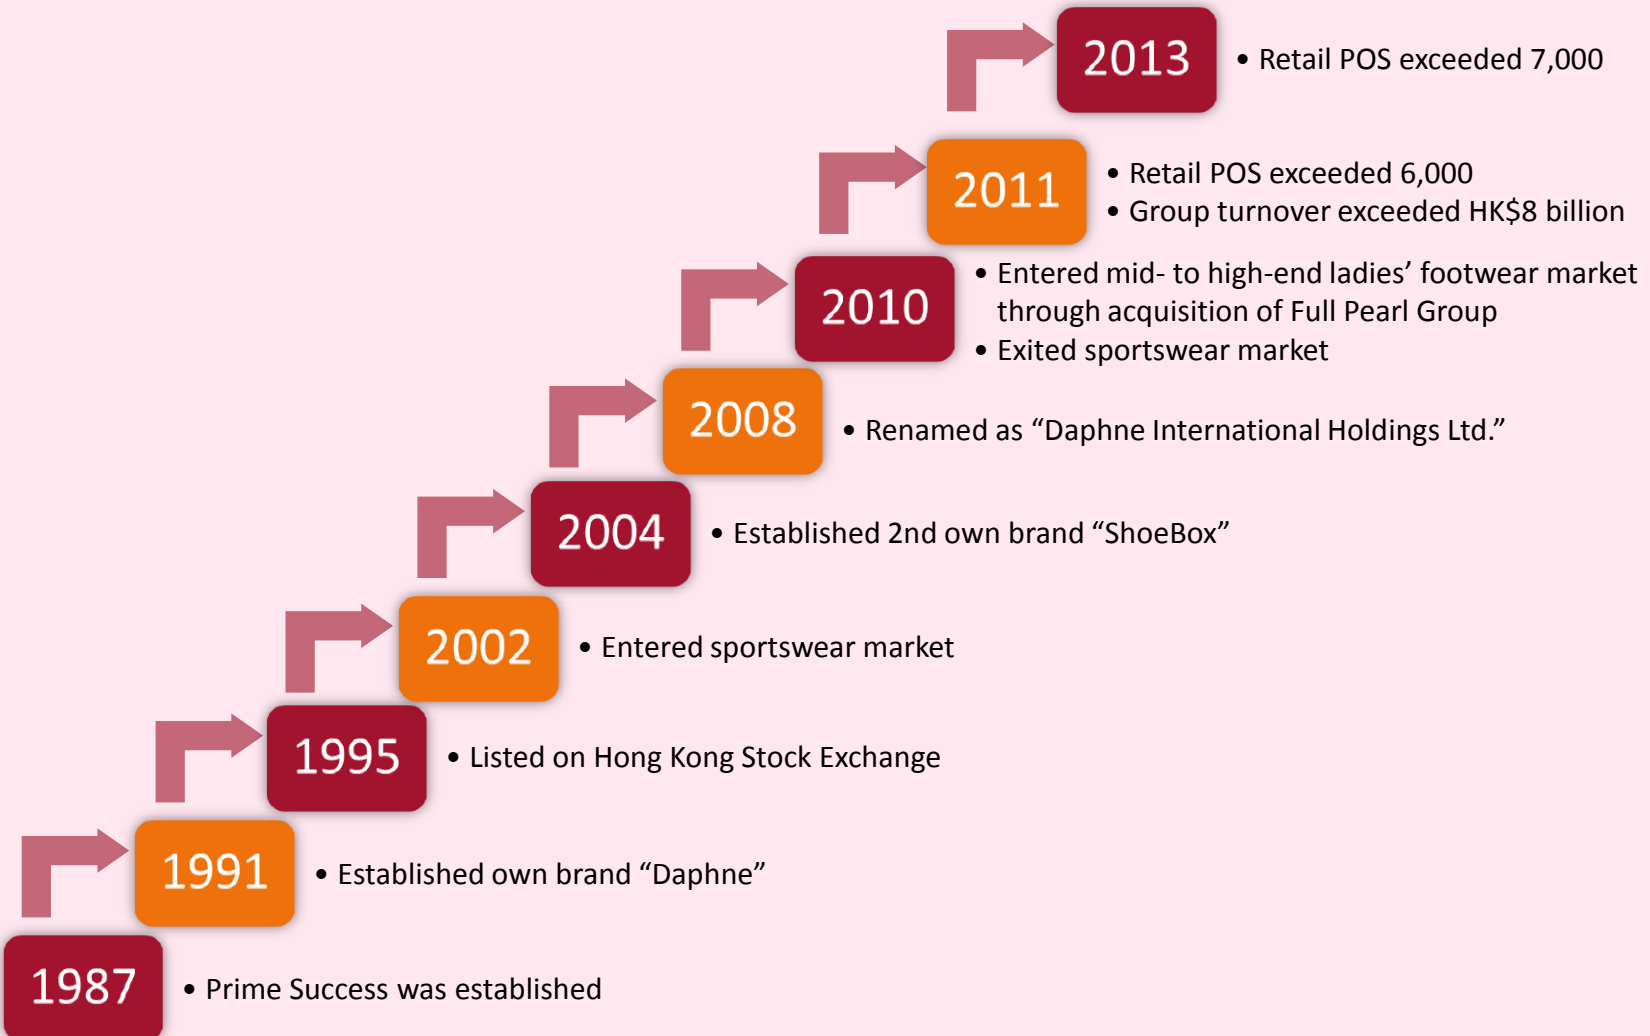 2013
• Retail POS exceeded 7,000
2011
• Retail POS exceeded 6,000
• Group turnover exceeded HK$8 billion
2010
• Entered mid- to high-end ladies’ footwear market
through acquisition of Full Pearl Group
• Exited sportswear market
2008
• Renamed as “Daphne International Holdings Ltd.”
2004
• Established 2nd own brand “ShoeBox”
2002
• Entered sportswear market
1995
• Listed on Hong Kong Stock Exchange
1991
• Established own brand “Daphne”
1987
• Prime Success was established